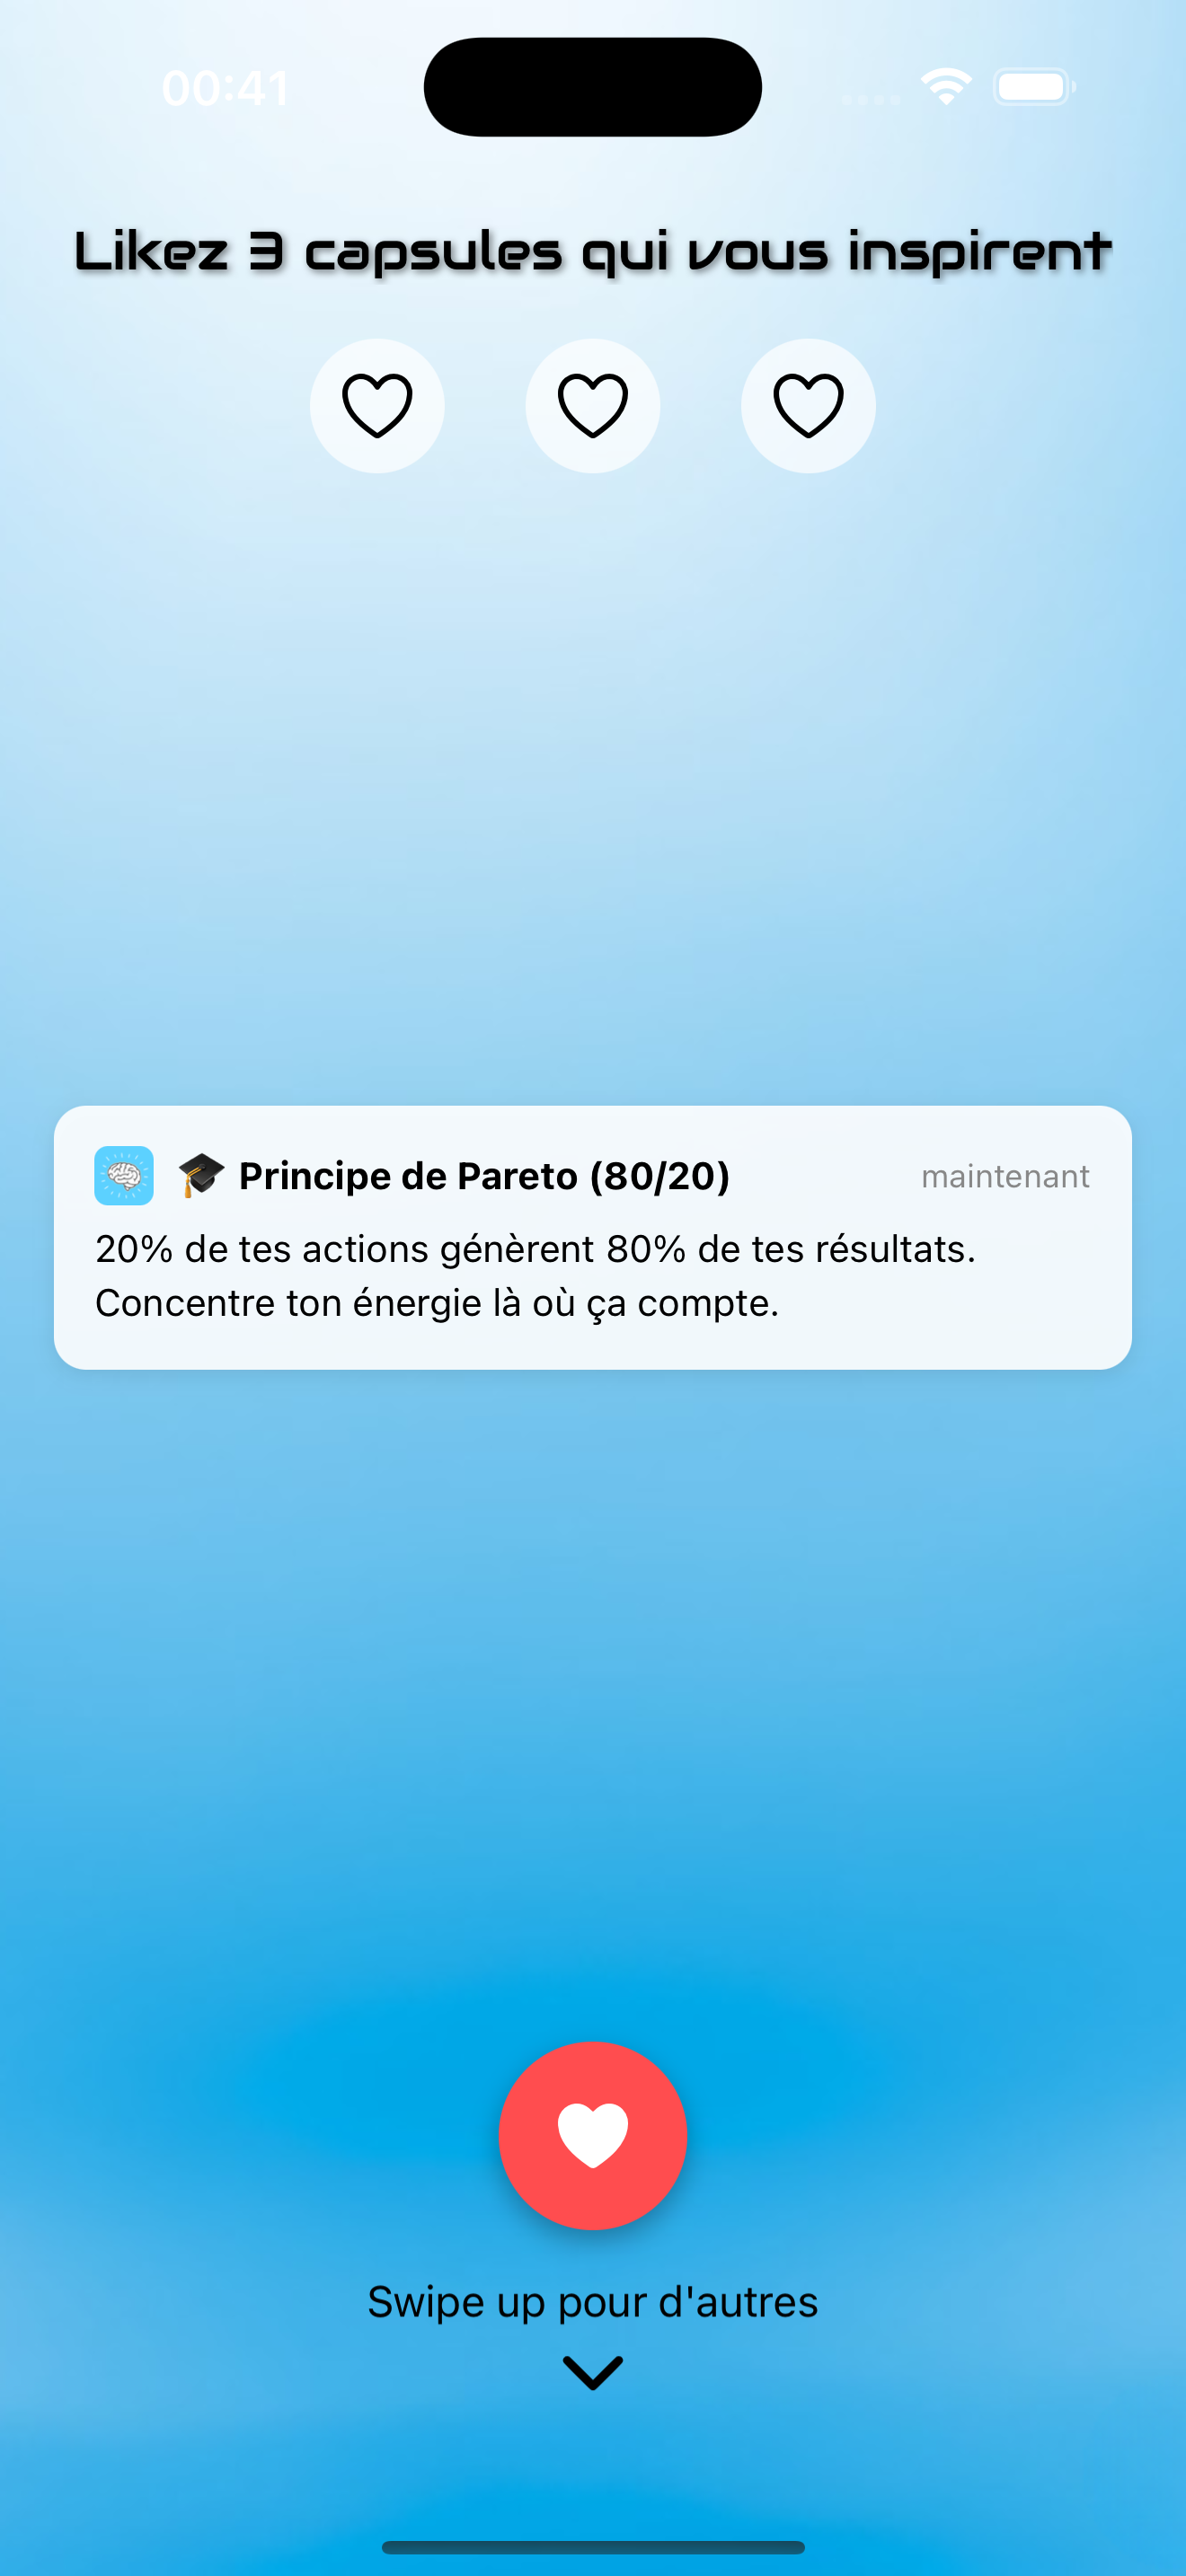 00:41
Likez 3 capsules qui vous inspirent
🎓 Principe de Pareto (80/20)
maintenant
20% de tes actions génèrent 80% de tes résultats.
Concentre ton énergie là où ça compte.
Swipe up pour d'autres